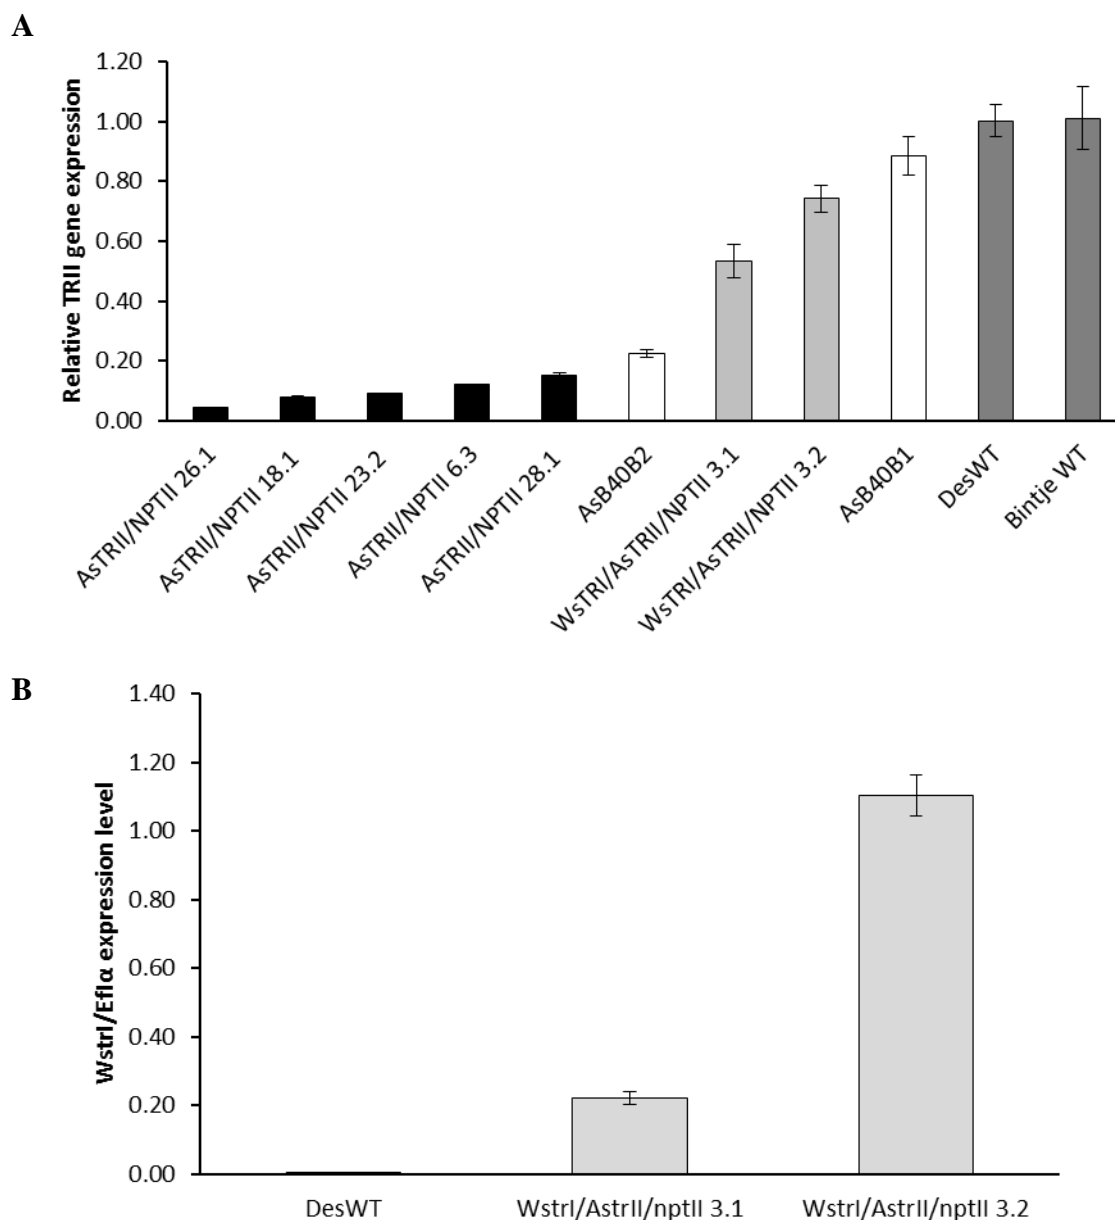 A
Relative TRII gene expression
1.20
1.00
0.80
0.60
0.40
0.20
0.00
AsTRII/NPTII 26.1
AsTRII/NPTII 18.1
AsTRII/NPTII 23.2
AsTRII/NPTII 6.3
AsTRII/NPTII 28.1
AsB40B2
WsTRI/AsTRII/NPTII 3.1
WsTRI/AsTRII/NPTII 3.2
AsB40B1
DesWT
Bintje WT
B
WstrI/EfIα expression level
1.40
1.20
1.00
0.80
0.60
0.40
0.20
0.00
DesWT
WstrI/AstrII/nptII 3.1
WstrI/AstrII/nptII 3.2